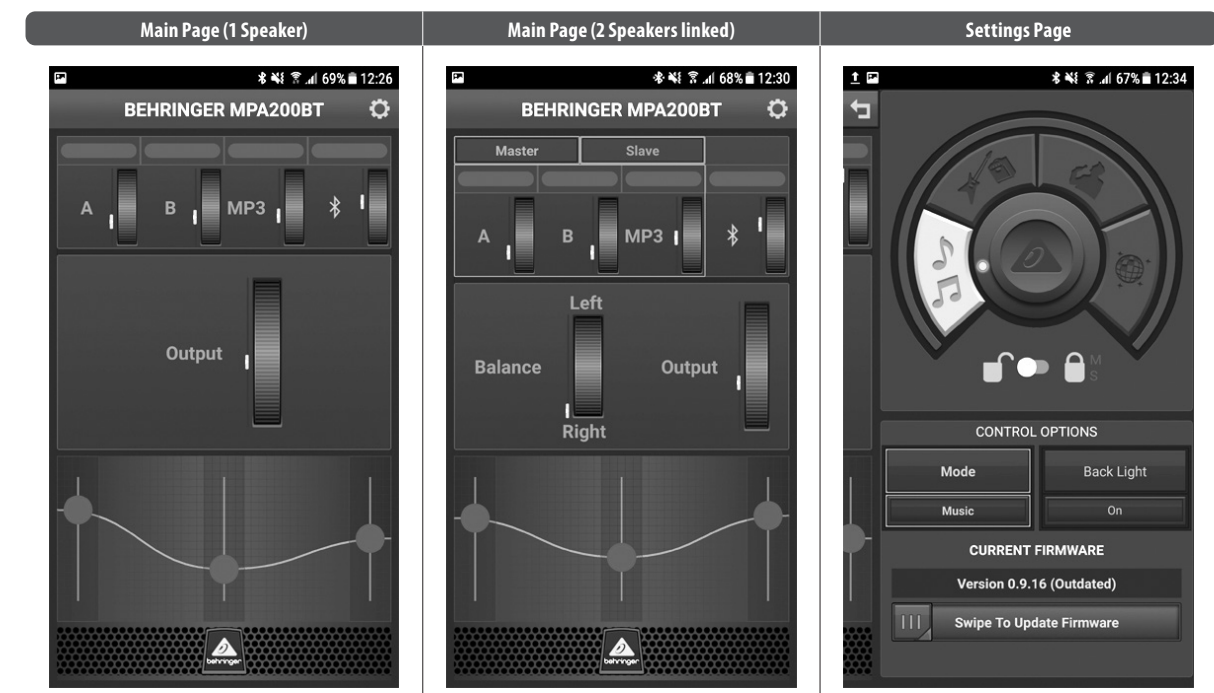 Main Page (1 Speaker)
Main Page (2 Speakers linked)
Settings Page
69% 12:26
BEHRINGER MPA200BT
A B MP3
Output
behringer
68% 12:30
BEHRINGER MPA200BT
Master Slave
A B MP3
Left
Balance Output
Right
behringer
67% 12:34
M
S
CONTROL OPTIONS
Mode Back Light
Music On
CURRENT FIRMWARE
Version 0.9.16 (Outdated)
Swipe To Update Firmware